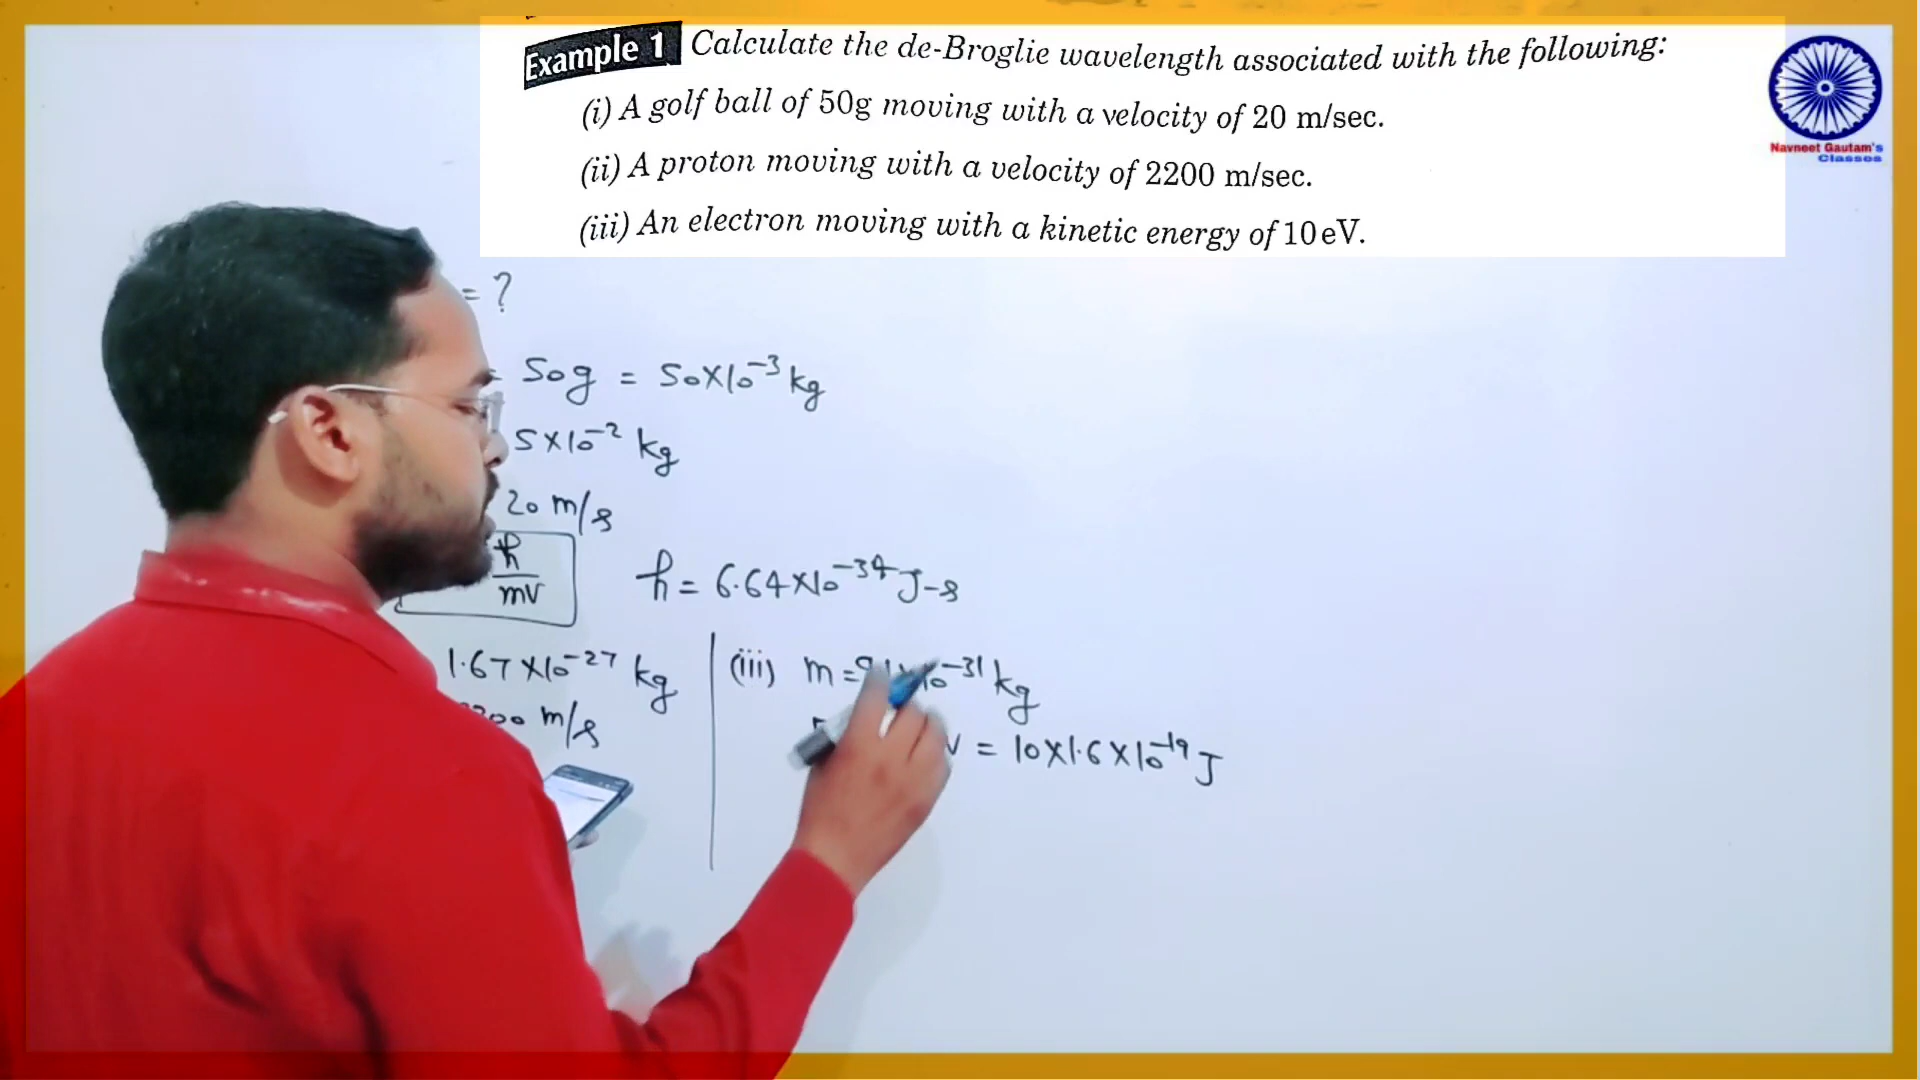 Example 1 Calculate the de-Broglie wavelength associated with the following:
(i) A golf ball of 50g moving with a velocity of 20 m/sec.
(ii) A proton moving with a velocity of 2200 m/sec.
(iii) An electron moving with a kinetic energy of 10 eV.
Navneet Gautam's
Classes
= ?
= 50g = 50×10⁻³ kg
5×10⁻² kg
20 m/s
h/mv
h = 6.64×10⁻³⁴ J-s
1.67×10⁻²⁷ kg
m/s
(iii) m = 10⁻³¹ kg
= 10×1.6×10⁻¹⁹ J